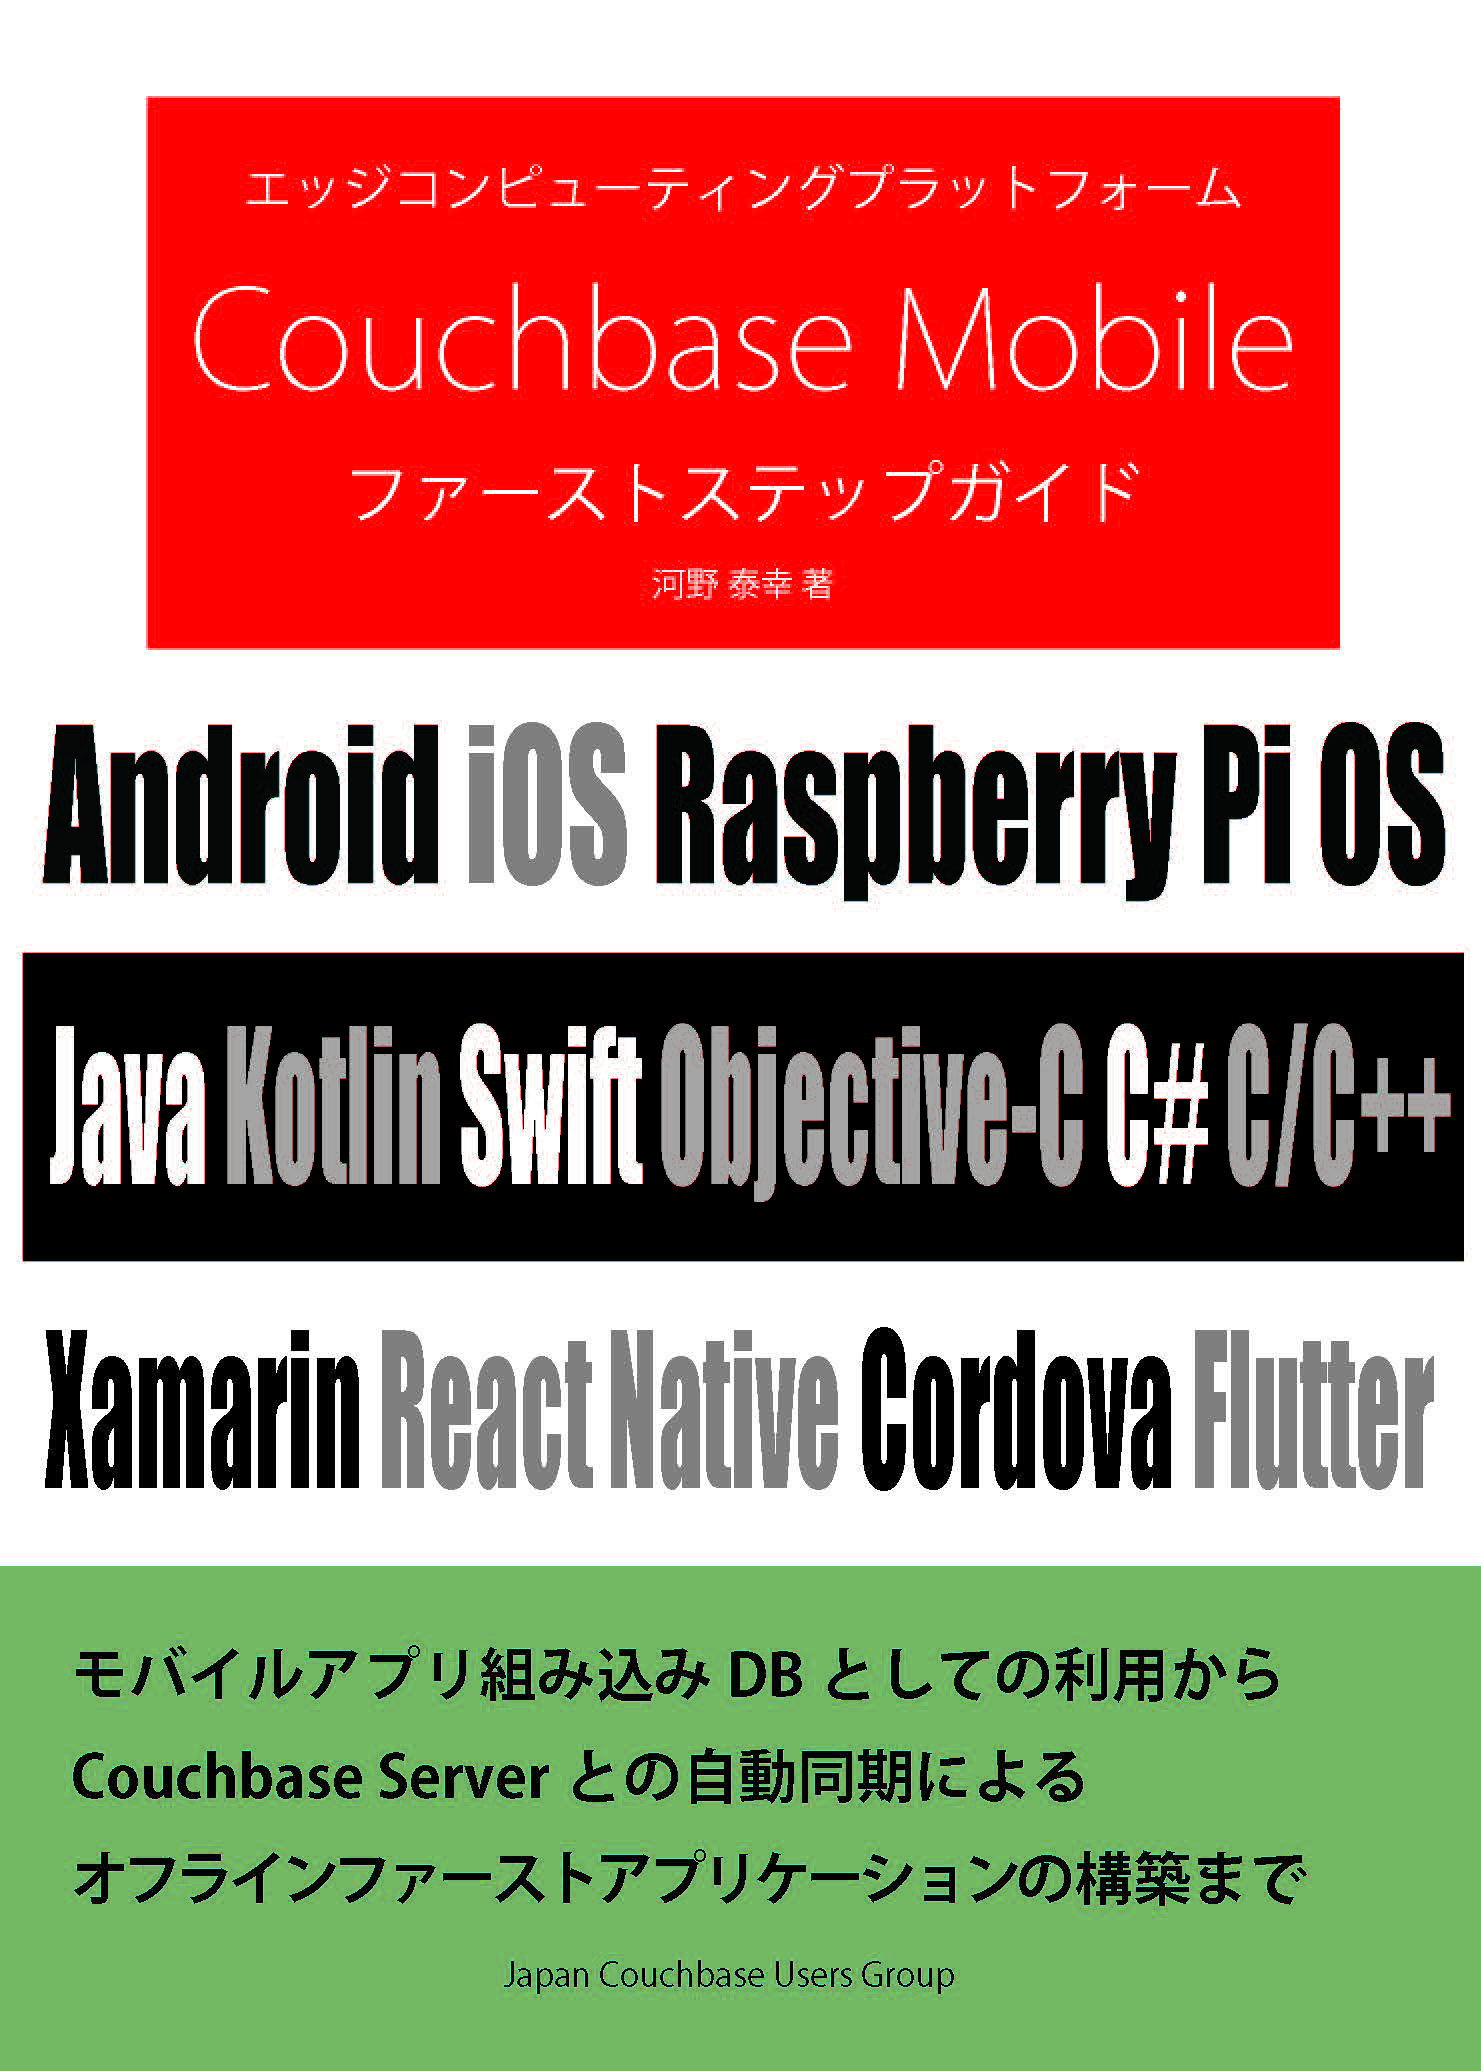 エッジコンピューティングプラットフォーム
Couchbase Mobile
ファーストステップガイド
河野 泰幸 著
Android iOS Raspberry Pi OS
Java Kotlin Swift Objective-C C# C/C++
Xamarin React Native Cordova Flutter
モバイルアプリ組み込み DB としての利用から
Couchbase Server との自動同期による
オフラインファーストアプリケーションの構築まで
Japan Couchbase Users Group